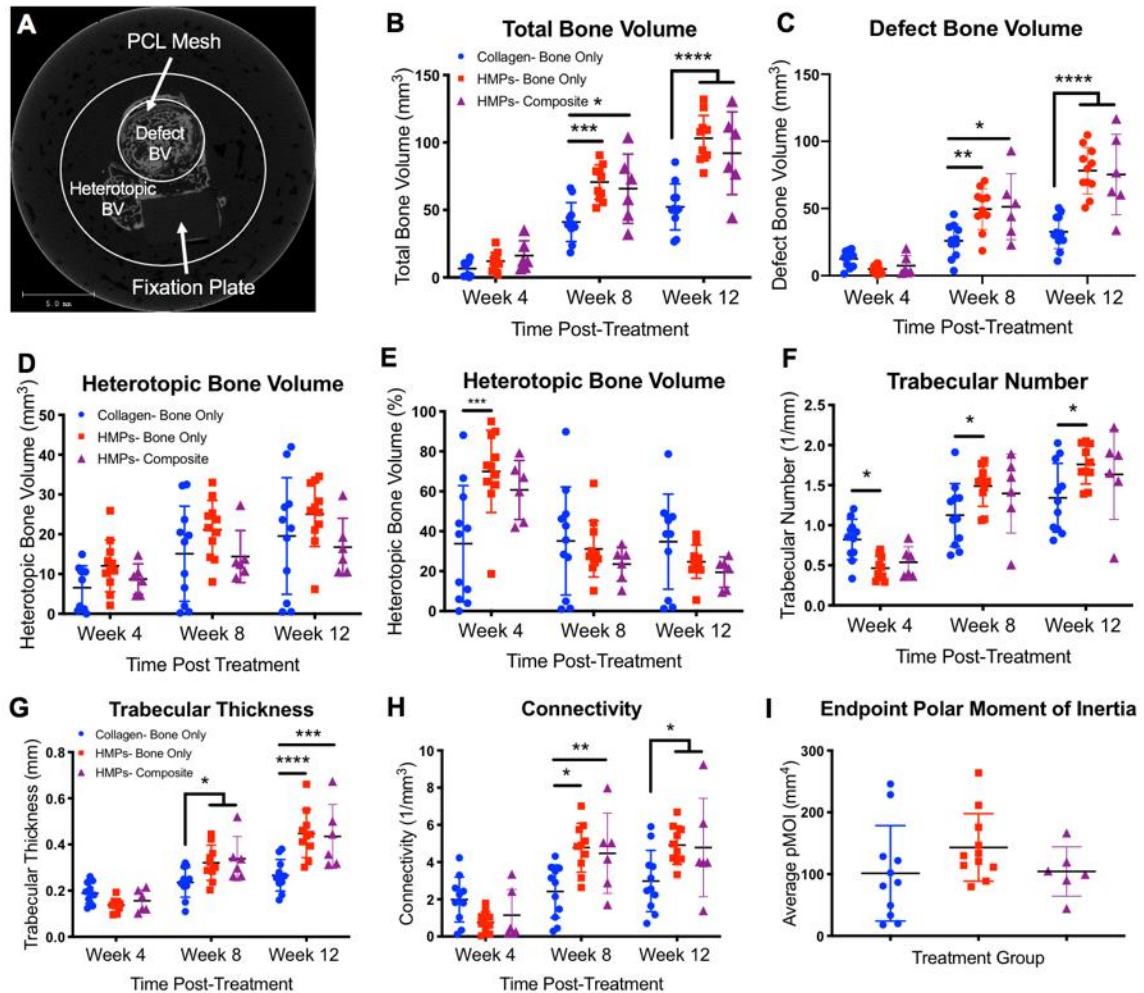 A
PCL Mesh
Defect
BV
Heterotopic
BV
Fixation Plate
5.0 mm
B
Total Bone Volume
Collagen- Bone Only
HMPs- Bone Only
HMPs- Composite
*
***
****
Total Bone Volume (mm3)
150
100
50
0
Week 4
Week 8
Week 12
Time Post-Treatment
C
Defect Bone Volume
*
**
****
Defect Bone Volume (mm3)
150
100
50
0
Week 4
Week 8
Week 12
Time Post-Treatment
D
Heterotopic Bone Volume
Collagen- Bone Only
HMPs- Bone Only
HMPs- Composite
Heterotopic Bone Volume (mm3)
50
40
30
20
10
0
Week 4
Week 8
Week 12
Time Post Treatment
E
Heterotopic Bone Volume
***
Heterotopic Bone Volume (%)
100
80
60
40
20
0
Week 4
Week 8
Week 12
Time Post-Treatment
F
Trabecular Number
*
*
*
Trabecular Number (1/mm)
2.5
2.0
1.5
1.0
0.5
0.0
Week 4
Week 8
Week 12
Time Post-Treatment
G
Trabecular Thickness
Collagen- Bone Only
HMPs- Bone Only
HMPs- Composite
*
***
****
Trabecular Thickness (mm)
0.8
0.6
0.4
0.2
0.0
Week 4
Week 8
Week 12
Time Post-Treatment
H
Connectivity
**
*
*
Connectivity (1/mm3)
10
8
6
4
2
0
Week 4
Week 8
Week 12
Time Post-Treatment
I
Endpoint Polar Moment of Inertia
Average pMOI (mm4)
300
200
100
0
Treatment Group